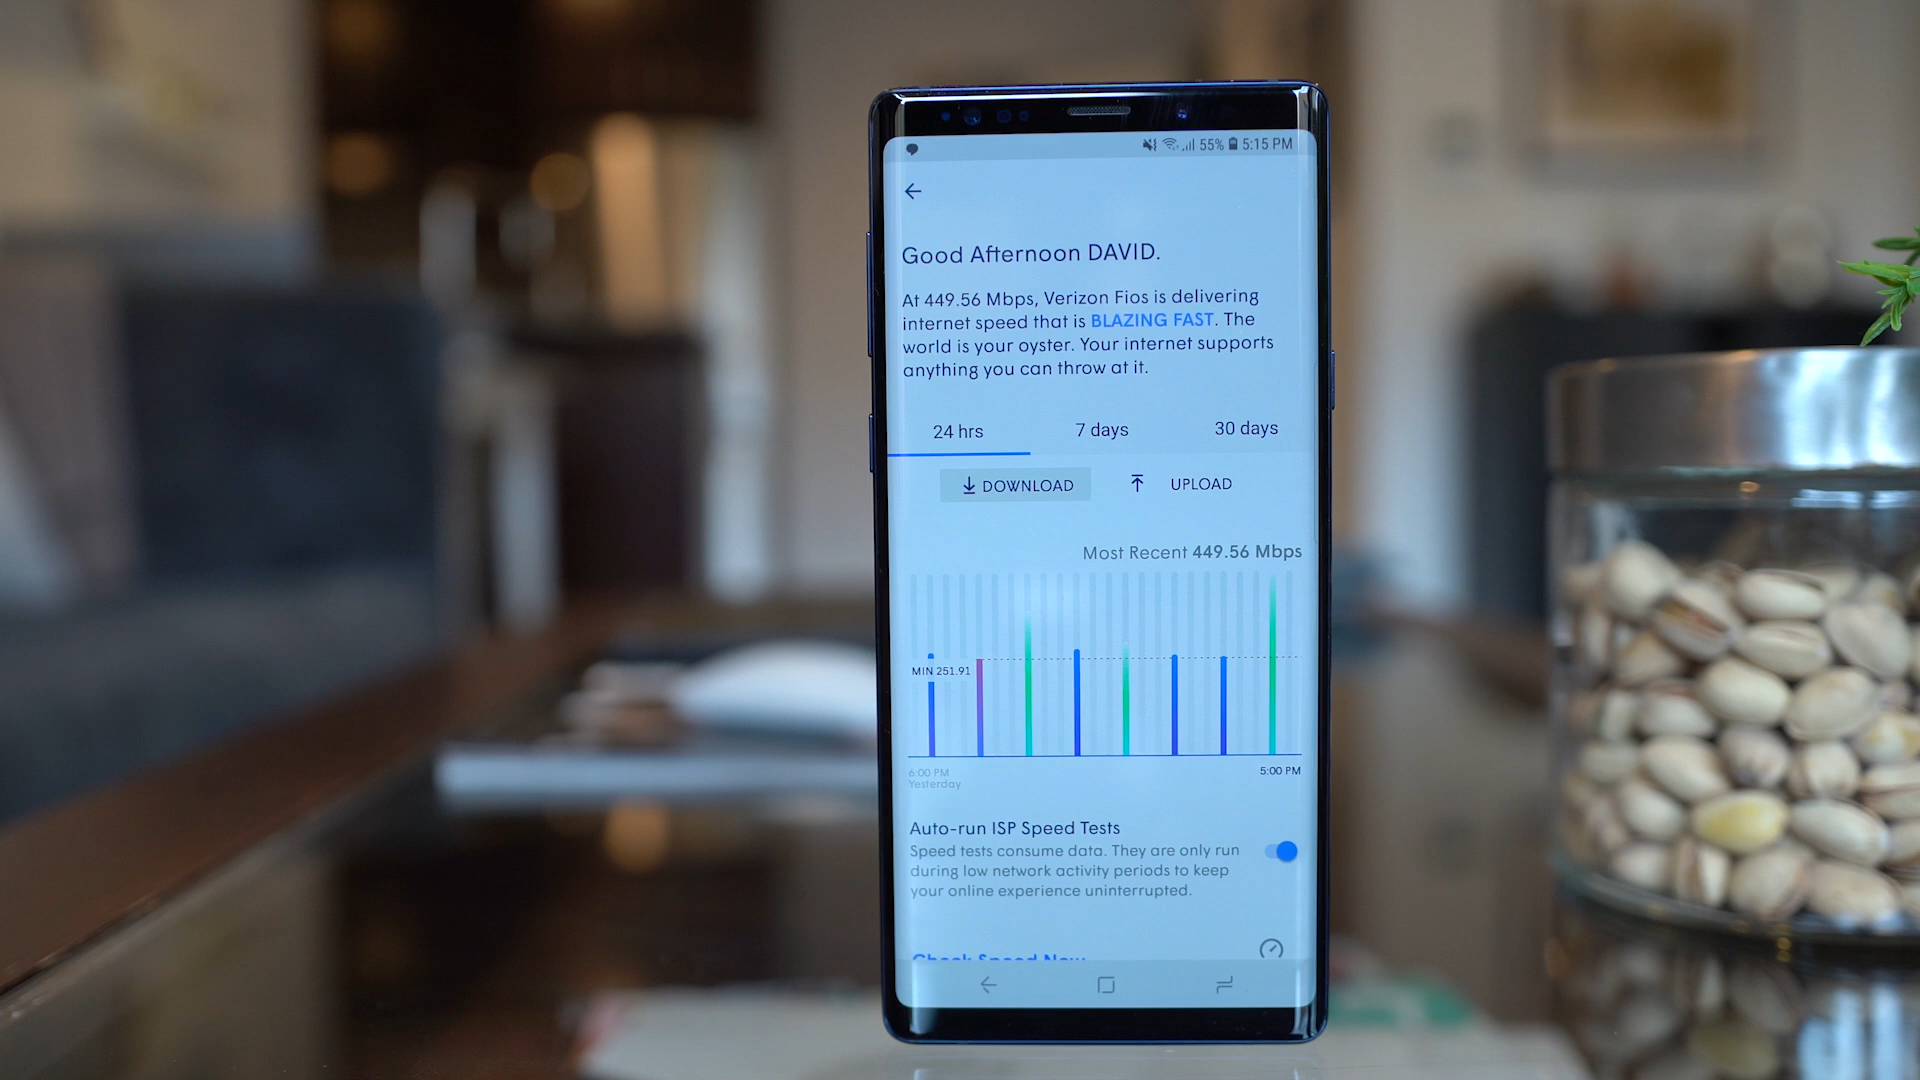 55% 5:15 PM
Good Afternoon DAVID.
At 449.56 Mbps, Verizon Fios is delivering
internet speed that is BLAZING FAST. The
world is your oyster. Your internet supports
anything you can throw at it.
24 hrs 7 days 30 days
DOWNLOAD UPLOAD
Most Recent 449.56 Mbps
MIN 251.91
6:00 PM 5:00 PM
Yesterday
Auto-run ISP Speed Tests
Speed tests consume data. They are only run
during low network activity periods to keep
your online experience uninterrupted.
Check Speed Now